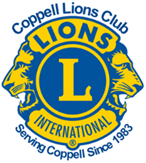 Coppell Lions Club
LIONS
L
INTERNATIONAL
®
Serving Coppell Since 1983